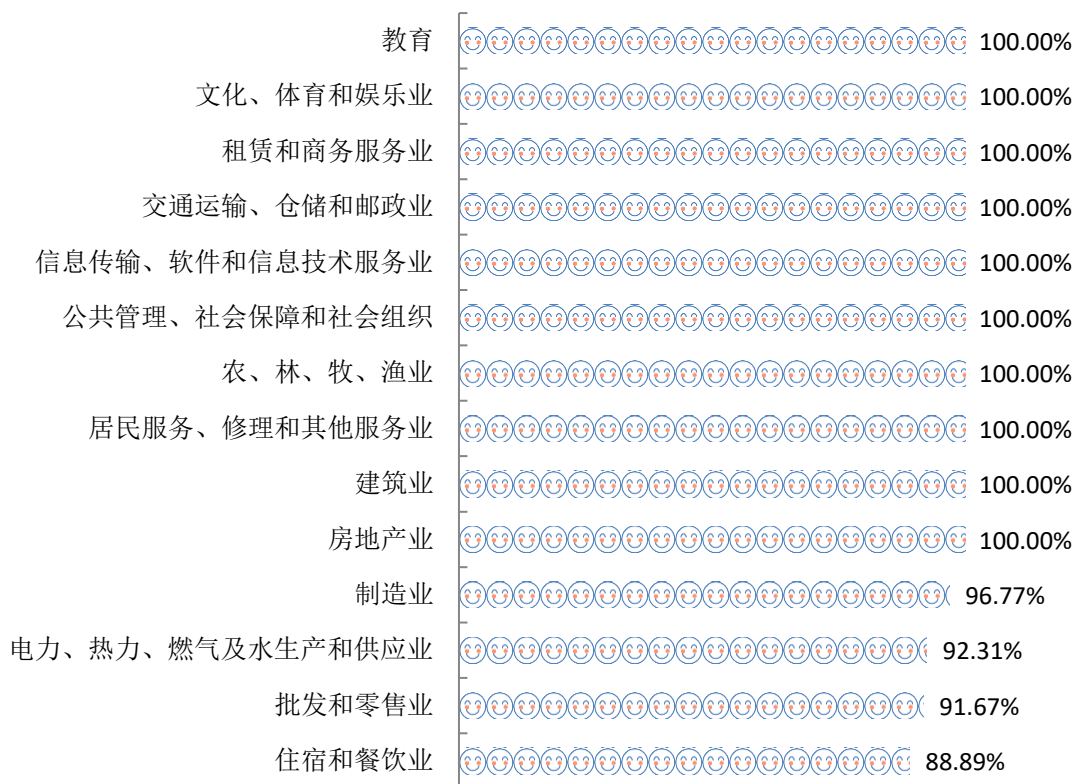 教育 100.00%
文化、体育和娱乐业 100.00%
租赁和商务服务业 100.00%
交通运输、仓储和邮政业 100.00%
信息传输、软件和信息技术服务业 100.00%
公共管理、社会保障和社会组织 100.00%
农、林、牧、渔业 100.00%
居民服务、修理和其他服务业 100.00%
建筑业 100.00%
房地产业 100.00%
制造业 96.77%
电力、热力、燃气及水生产和供应业 92.31%
批发和零售业 91.67%
住宿和餐饮业 88.89%